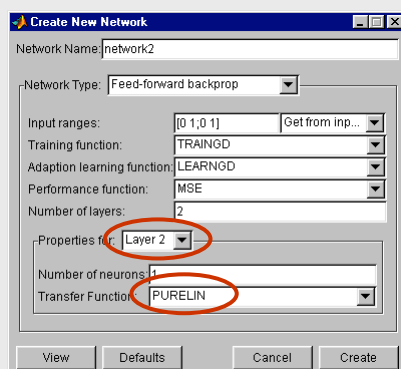 Create New Network
Network Name: network2
Network Type: Feed-forward backprop
Input ranges: [0 1;0 1] Get from inp...
Training function: TRAINGD
Adaption learning function: LEARNGD
Performance function: MSE
Number of layers: 2
Properties for: Layer 2
Number of neurons: 1
Transfer Function: PURELIN
View Defaults Cancel Create